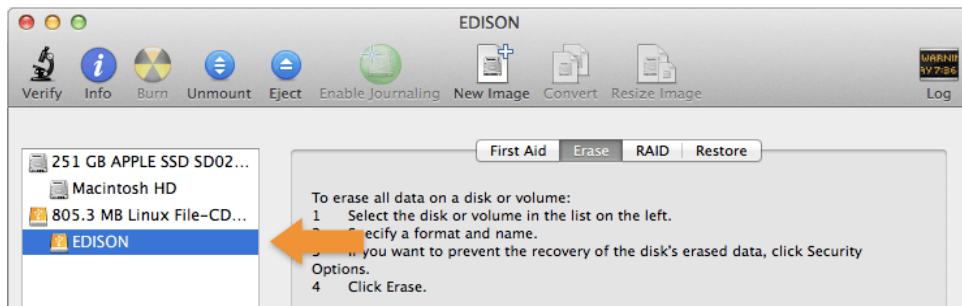 EDISON
Verify Info Burn Unmount Eject Enable Journaling New Image Convert Resize Image Log
251 GB APPLE SSD SD02...
Macintosh HD
805.3 MB Linux File-CD...
EDISON
First Aid Erase RAID Restore
To erase all data on a disk or volume:
1 Select the disk or volume in the list on the left.
ecify a format and name.
you want to prevent the recovery of the disk's erased data, click Security
Options.
4 Click Erase.